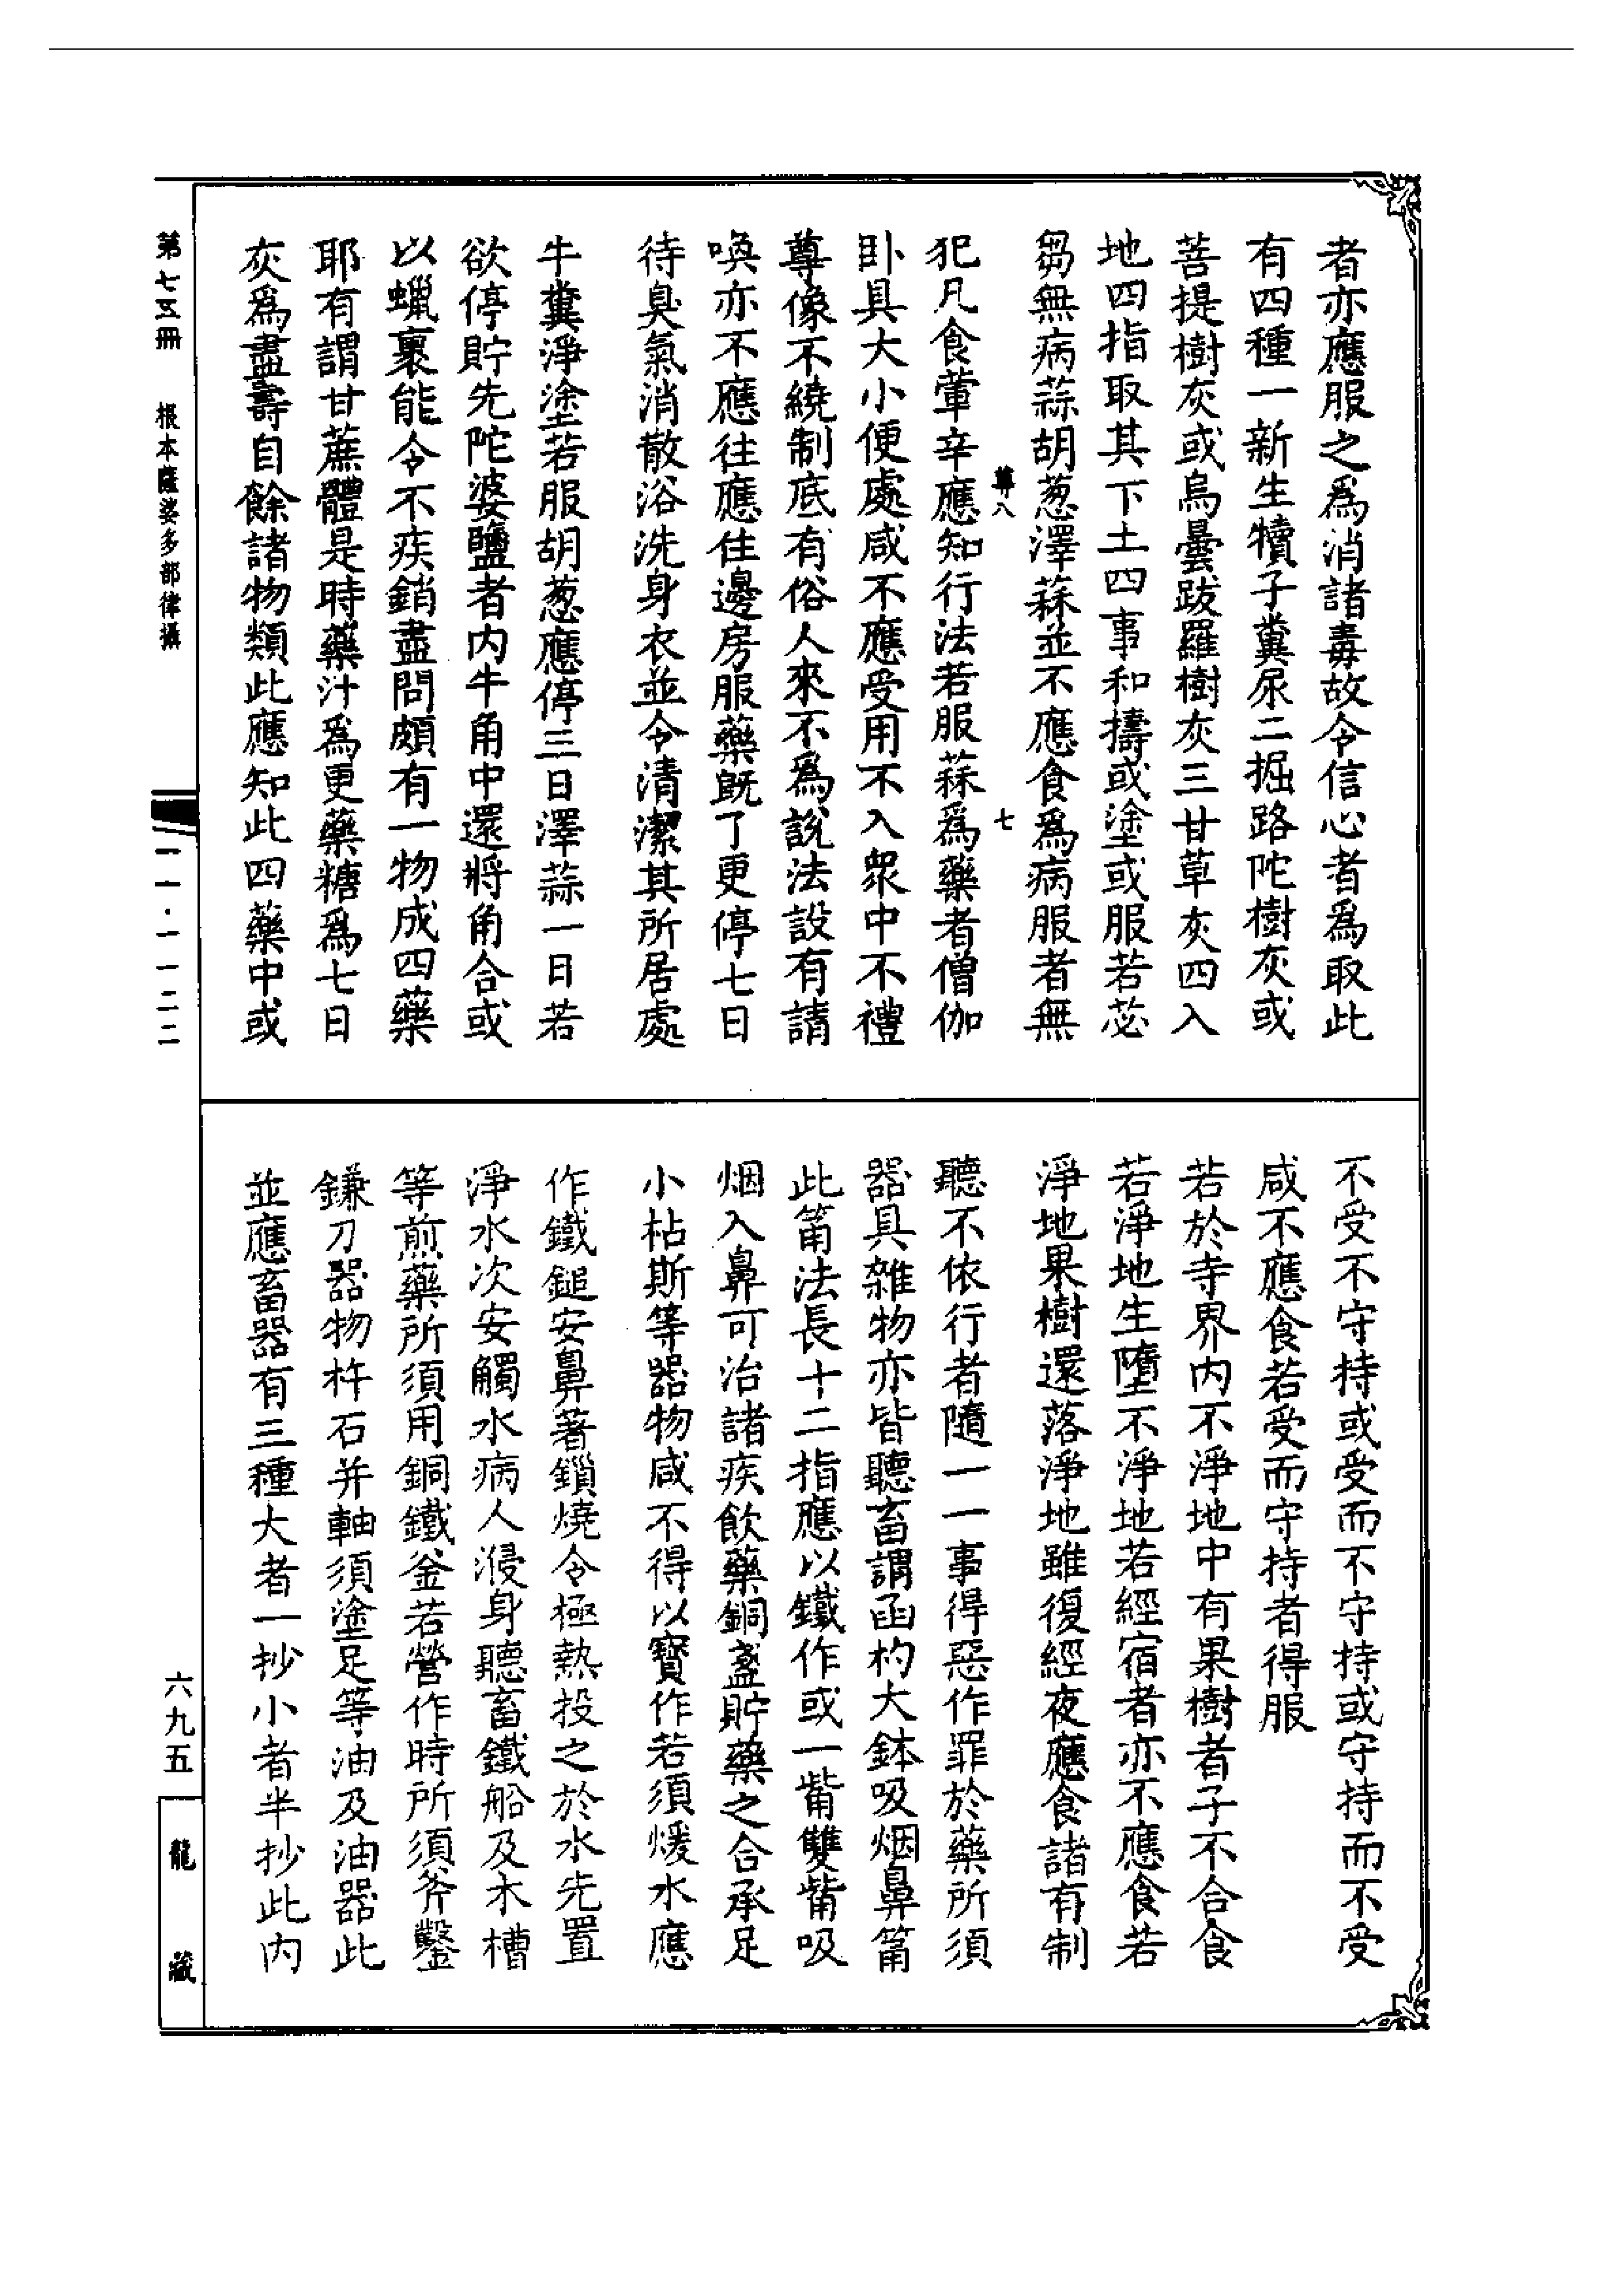 者亦應服之爲消諸毒故令信心者爲取此
有四種一新生犢子糞尿二掘路陀樹灰或
菩提樹灰或烏曇跋羅樹灰三甘草灰四入
地四指取其下土四事和擣或塗或服若苾
芻無病蒜胡葱澤蒜並不應食爲病服者無
犯凡食葷辛應知行法若服蒜爲藥者僧伽
卧具大小便處咸不應受用不入衆中不禮
尊像不繞制底有俗人來不爲說法設有請
喚亦不應往應住邊房服藥旣了更停七日
待臭氣消散浴洗身衣並令清潔其所居處
牛糞淨塗若服胡葱應停三日澤蒜一日若
欲停貯先陀婆鹽者內牛角中還將角合或
以蠟裹能令不疾銷盡問頗有一物成四藥
耶有謂甘蔗體是時藥汁爲更藥糖爲七日
灰爲盡壽自餘諸物類此應知此四藥中或
不受不守持或受而不守持或守持而不受
咸不應食若受而守持者得服
若於寺界內不淨地中有果樹者子不合食
若淨地生墮不淨地若經宿者亦不應食若
淨地果樹還落淨地雖復經夜應食諸有制
聽不依行者隨一一事得惡作罪於藥所須
器具雜物亦皆聽畜謂函杓大鉢吸烟鼻筩
此筩法長十二指應以鐵作或一觜雙觜吸
烟入鼻可治諸疾飲藥銅盞貯藥之合承足
小枯斯等器物咸不得以寶作若須煖水應
作鐵鎚安鼻著鎖燒令極熱投之於水先置
淨水次安觸水病人浸身聽畜鐵船及木槽
等煎藥所須用銅鐵釜若營作時所須斧鑿
鎌刀器物杵石并軸須塗足等油及油器此
並應畜器有三種大者一抄小者半抄此內
第七五冊 根本薩婆多部律攝
一一·一一二二
六九五
龍藏
七